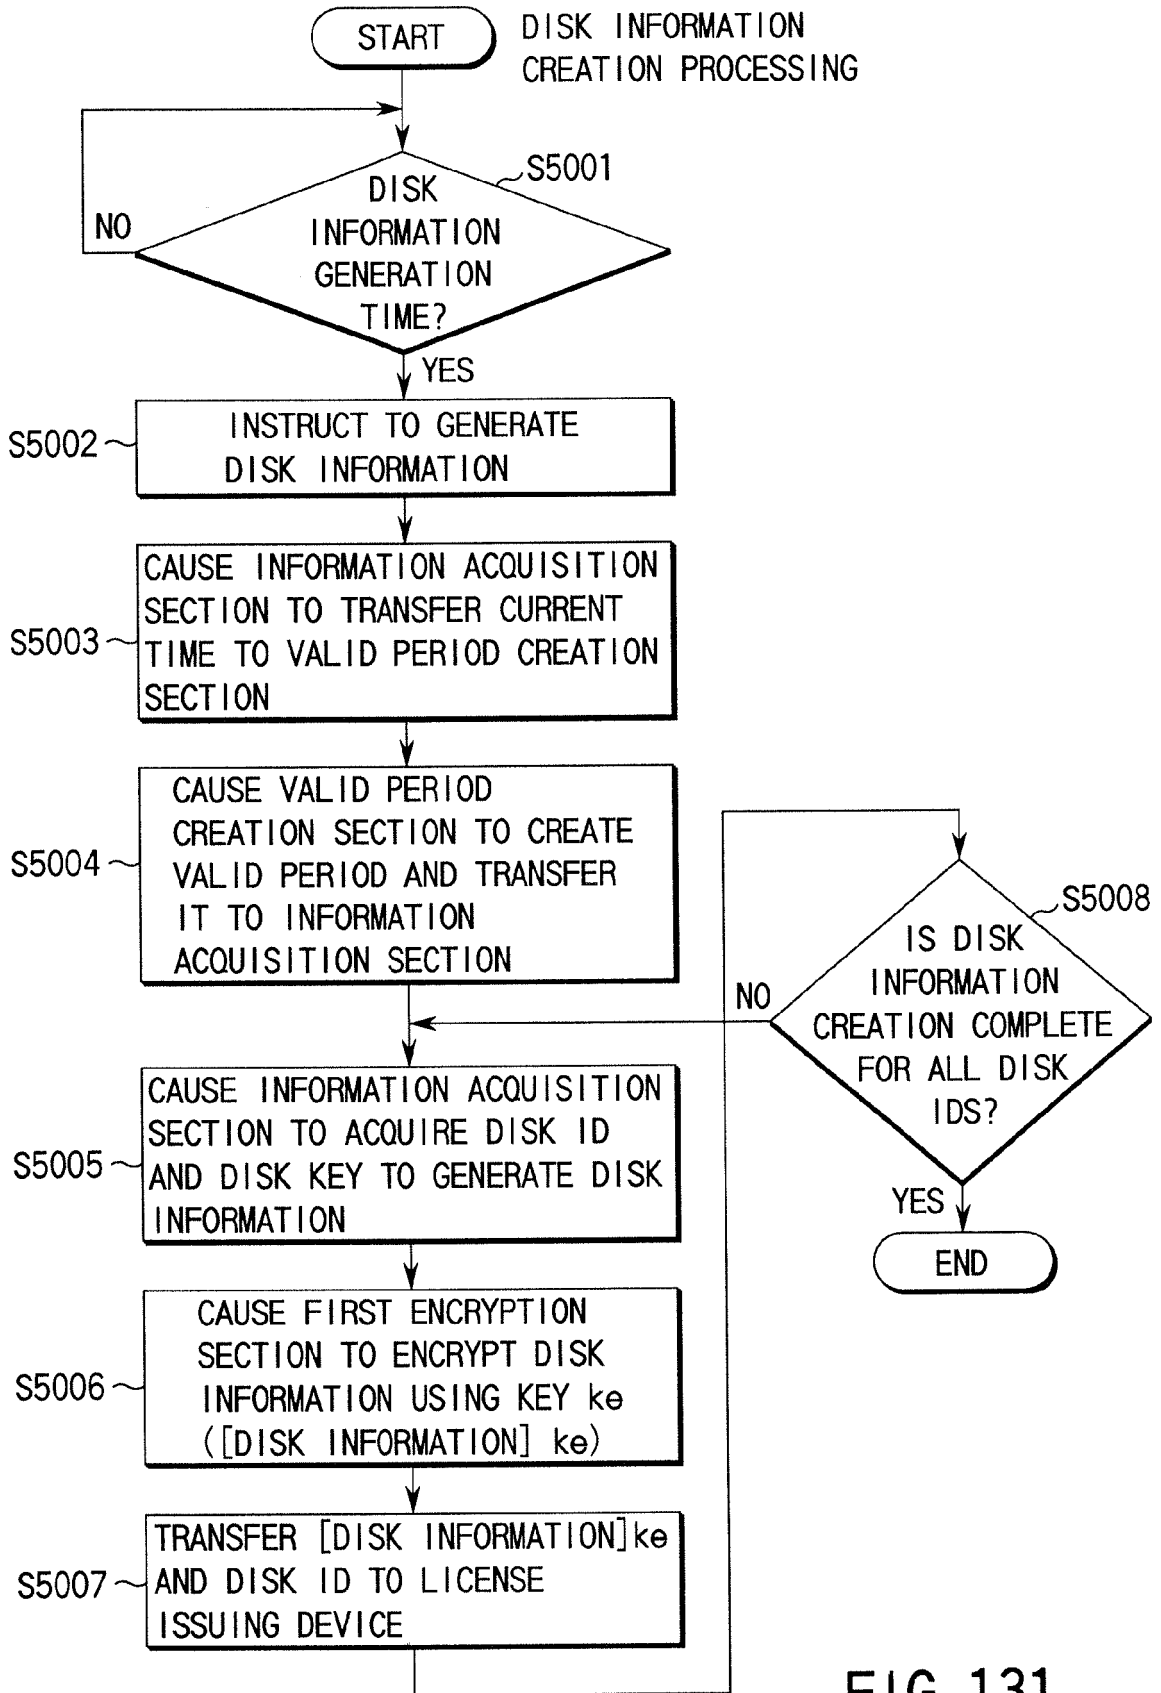 START
DISK INFORMATION
CREATION PROCESSING
S5001
DISK
INFORMATION
GENERATION
TIME?
NO
YES
S5002
INSTRUCT TO GENERATE
DISK INFORMATION
S5003
CAUSE INFORMATION ACQUISITION
SECTION TO TRANSFER CURRENT
TIME TO VALID PERIOD CREATION
SECTION
S5004
CAUSE VALID PERIOD
CREATION SECTION TO CREATE
VALID PERIOD AND TRANSFER
IT TO INFORMATION
ACQUISITION SECTION
S5005
CAUSE INFORMATION ACQUISITION
SECTION TO ACQUIRE DISK ID
AND DISK KEY TO GENERATE DISK
INFORMATION
S5006
CAUSE FIRST ENCRYPTION
SECTION TO ENCRYPT DISK
INFORMATION USING KEY ke
([DISK INFORMATION] ke)
S5007
TRANSFER [DISK INFORMATION]ke
AND DISK ID TO LICENSE
ISSUING DEVICE
S5008
IS DISK
INFORMATION
CREATION COMPLETE
FOR ALL DISK
IDS?
NO
YES
END
FIG. 131